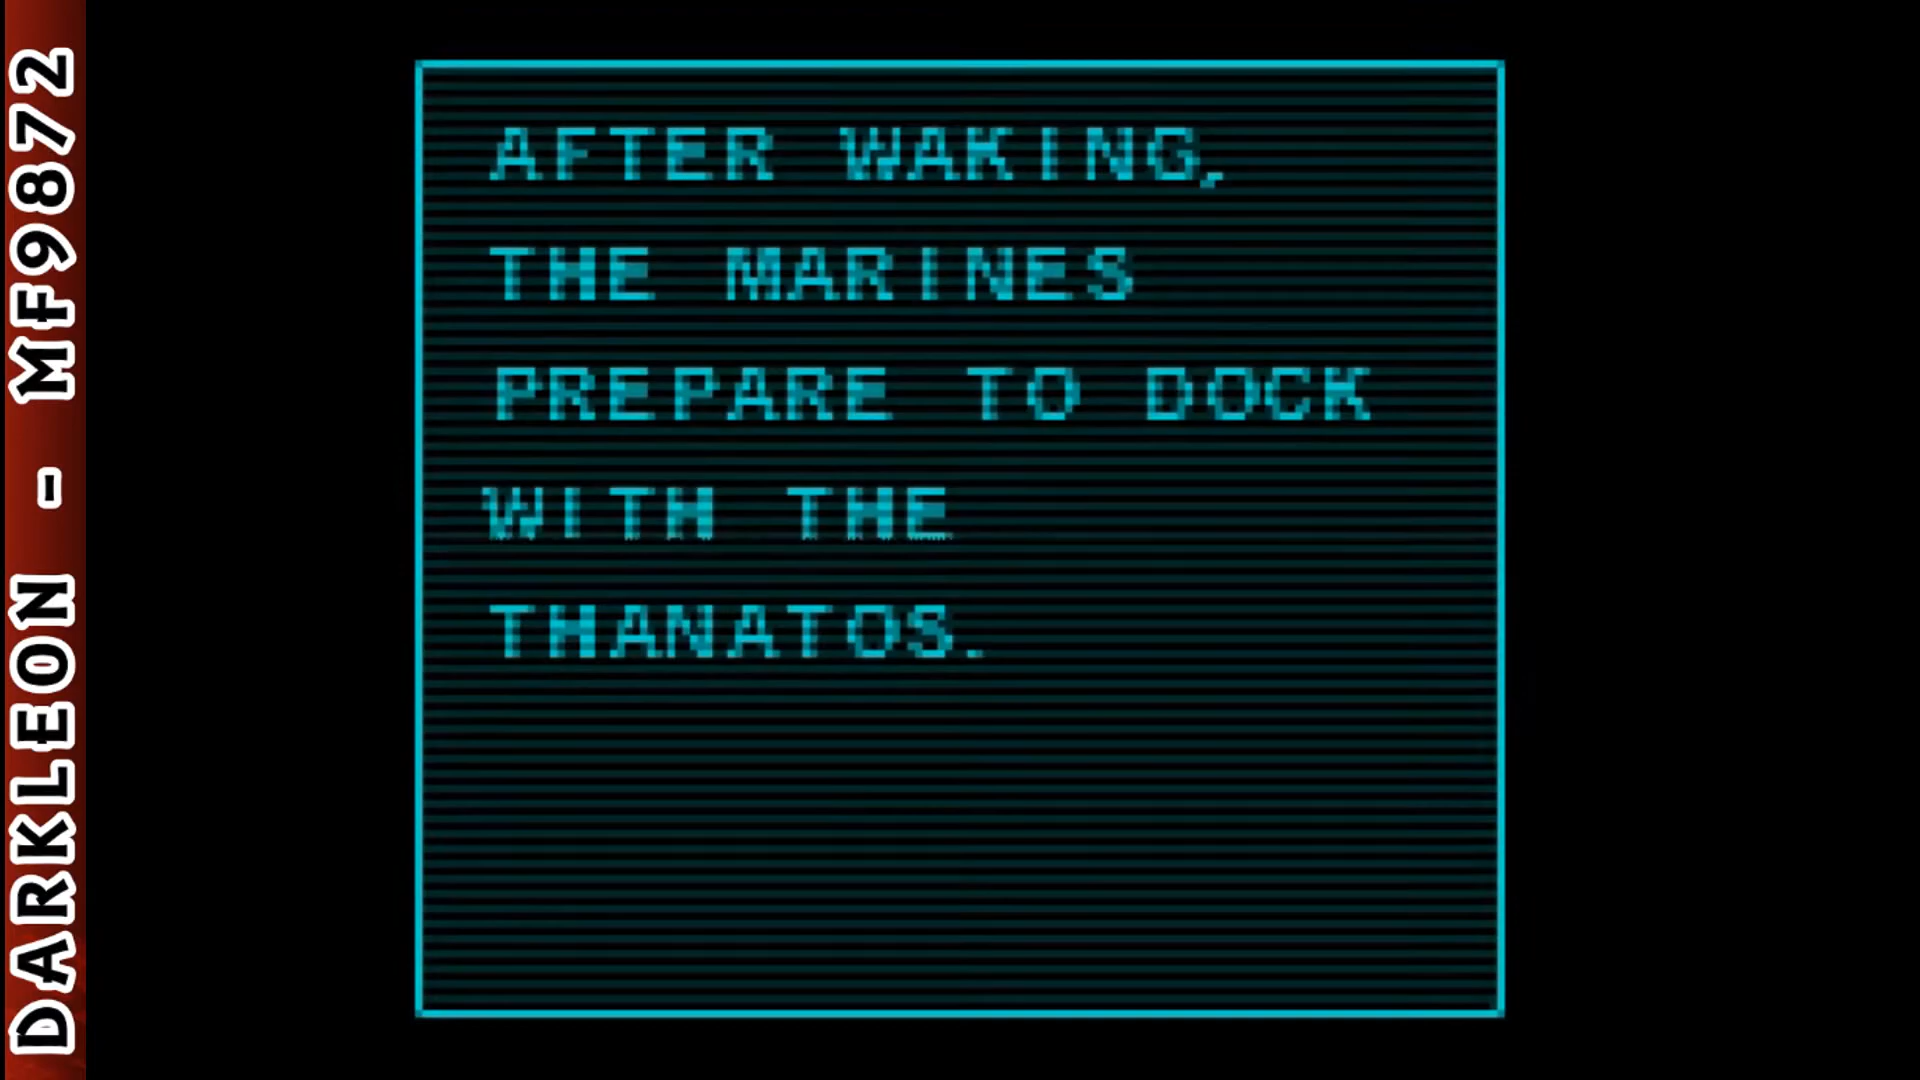 DARKLEON - MF9872
AFTER WAKING,
THE MARINES
PREPARE TO DOCK
WITH THE
THANATOS.